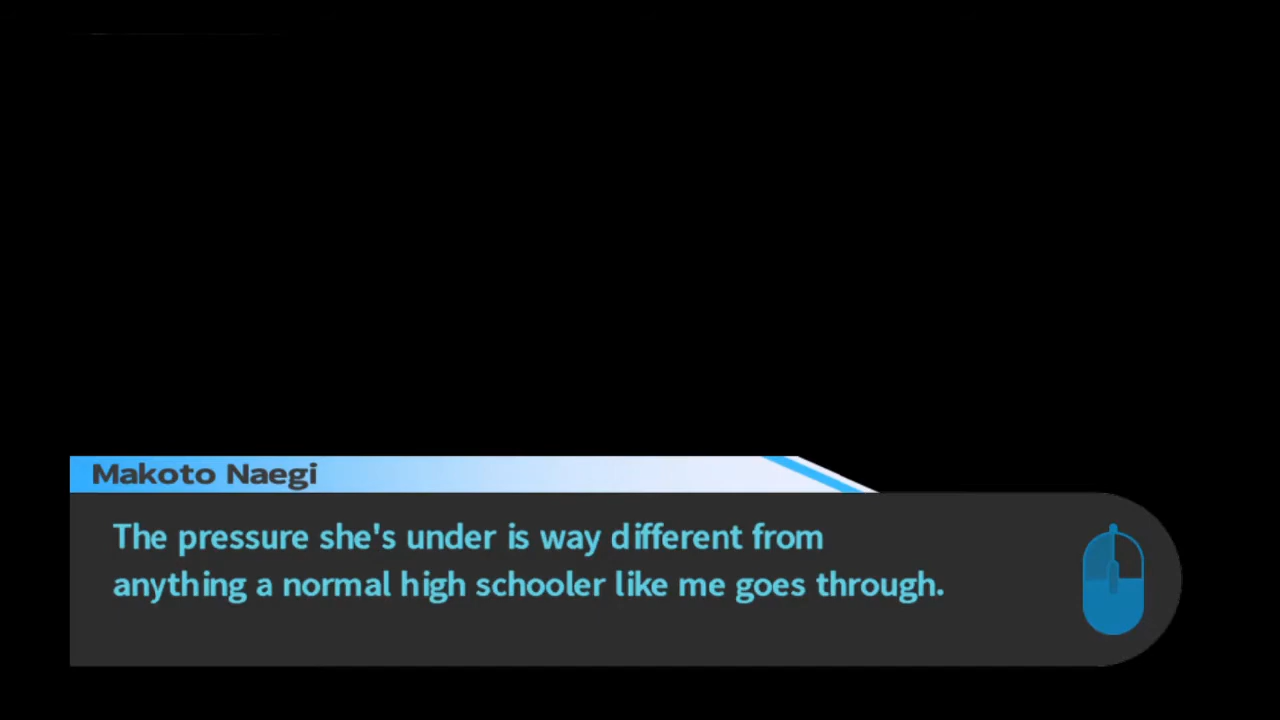 Makoto Naegi
The pressure she's under is way different from
anything a normal high schooler like me goes through.